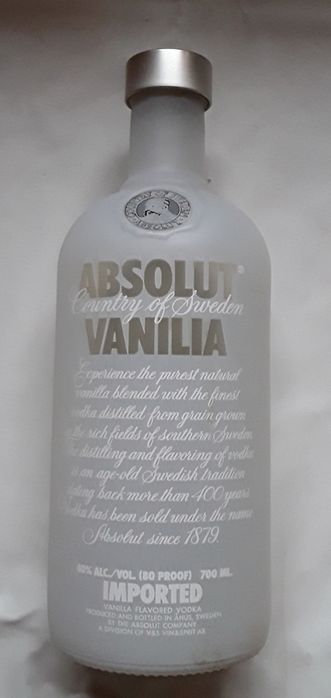 ABSOLUT®
Country of Sweden
VANILIA
Experience the purest natural
vanilla blended with the finest
vodka distilled from grain grown
the rich fields of southern Sweden.
The distilling and flavoring of vodka
is an age-old Swedish tradition
dating back more than 400 years.
Vodka has been sold under the name
Absolut since 1879.
40% ALC./VOL. (80 PROOF) 700 ML.
IMPORTED
VANILLA FLAVORED VODKA
PRODUCED AND BOTTLED IN ÅHUS, SWEDEN
BY THE ABSOLUT COMPANY
A DIVISION OF V&S VIN&SPRIT AB